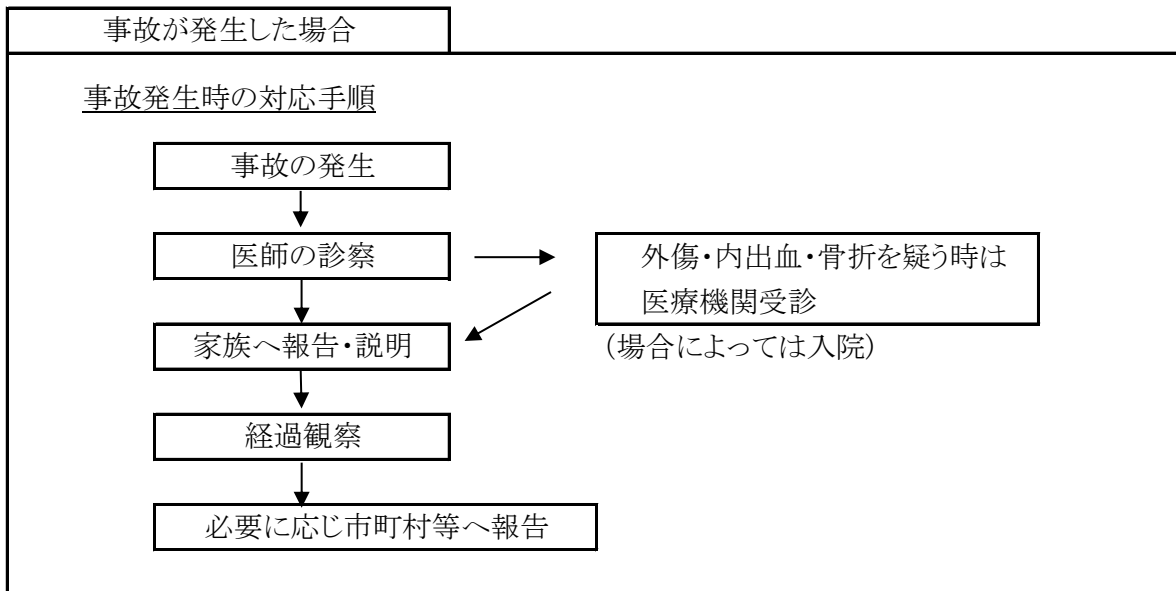 事故が発生した場合
事故発生時の対応手順
事故の発生
医師の診察
外傷・内出血・骨折を疑う時は
医療機関受診
家族へ報告・説明
(場合によっては入院)
経過観察
必要に応じ市町村等へ報告